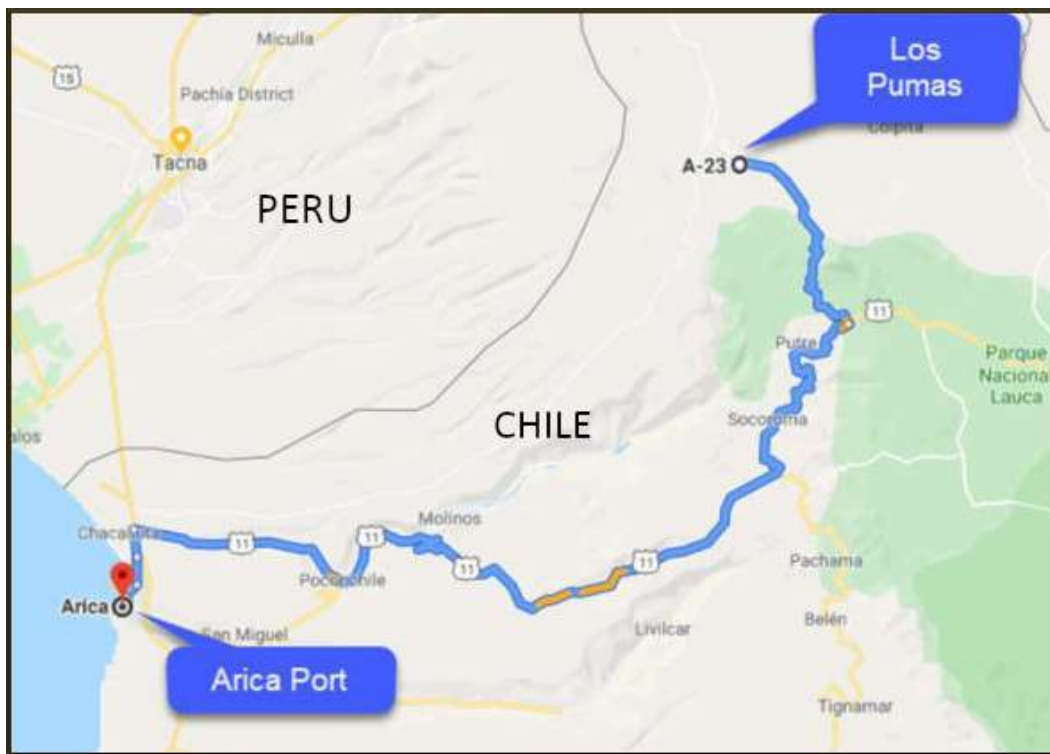 Miculla
15
Pachía District
Tacna
PERU
Los
Pumas
Colpita
A-23
11
Putre
Parque
Nacional
Lauca
Socoroma
CHILE
alos
Molinos
Chacalluta
11
11
11
11
Poconchile
Pachama
Arica
San Miguel
Livilcar
Belén
Arica Port
Tignamar